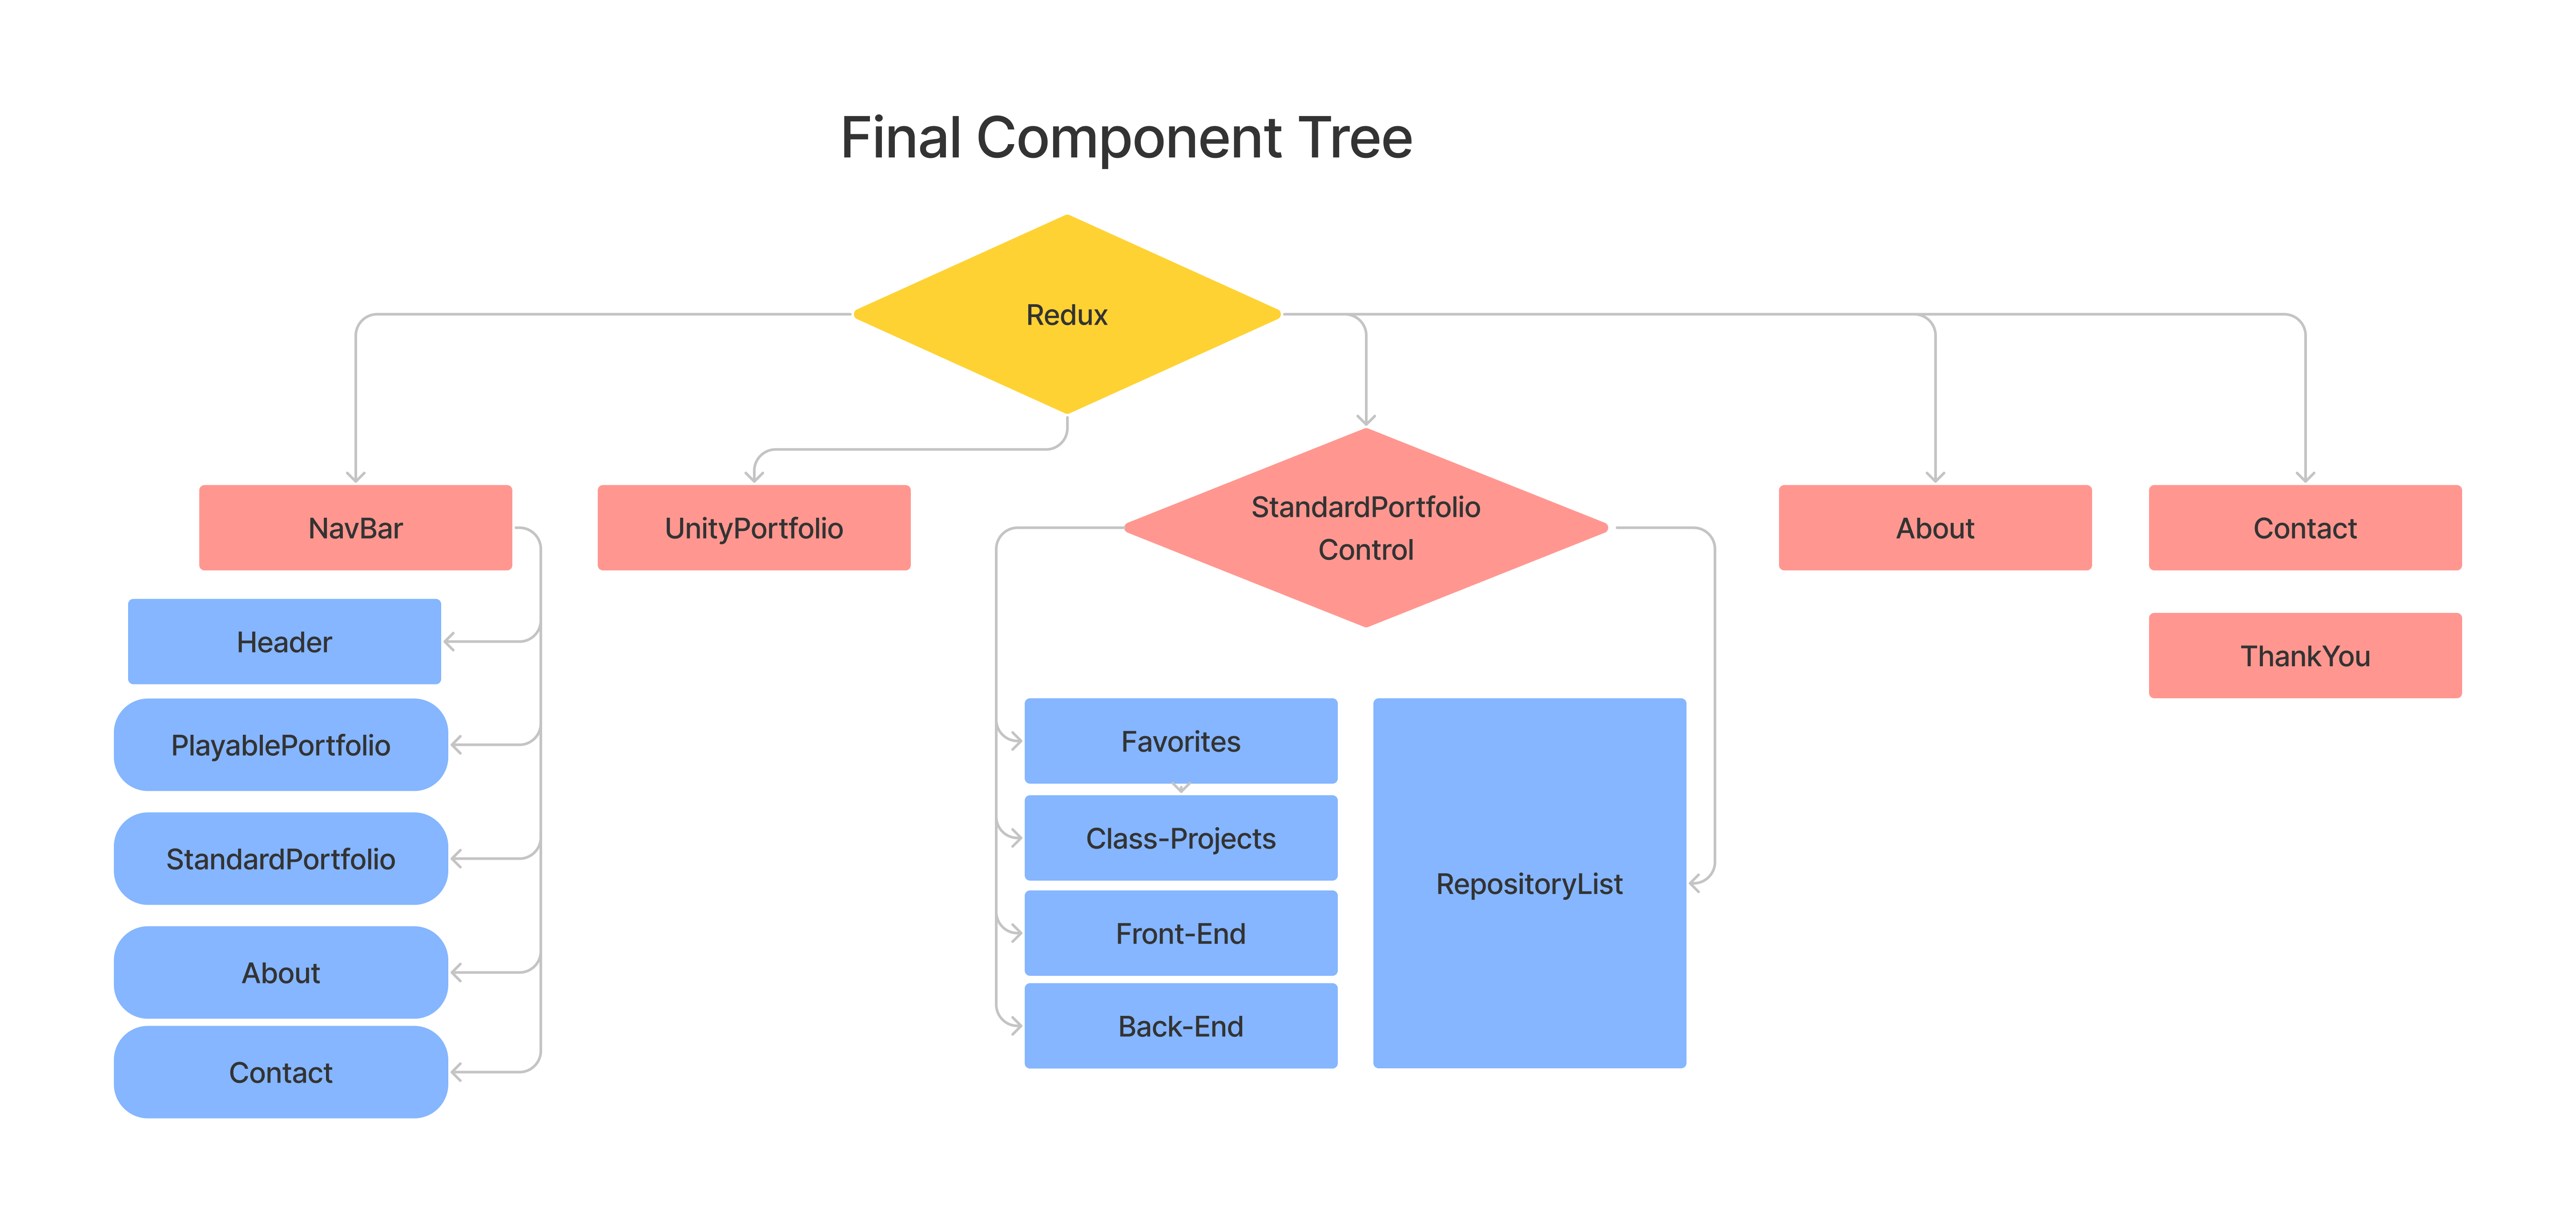 Final Component Tree
Redux
NavBar
UnityPortfolio
StandardPortfolio
Control
About
Contact
Header
ThankYou
PlayablePortfolio
StandardPortfolio
About
Contact
Favorites
Class-Projects
Front-End
Back-End
RepositoryList